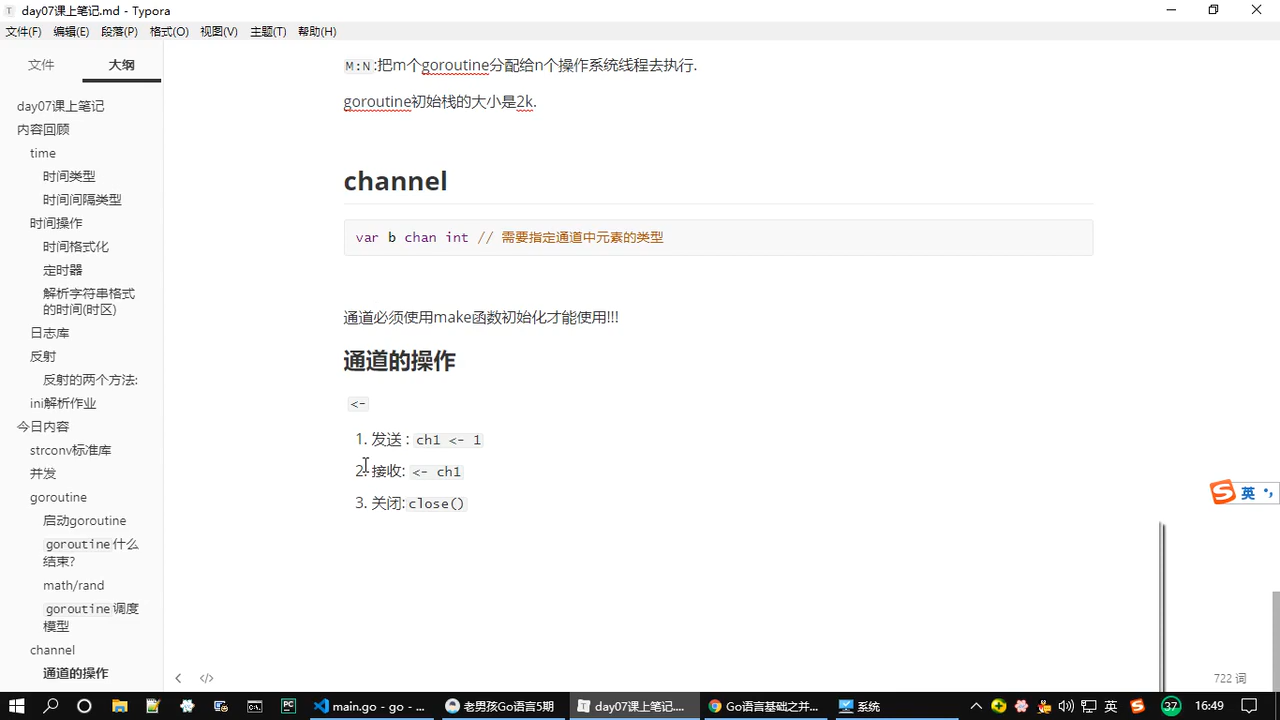 day07课上笔记.md - Typora
文件(F) 编辑(E) 段落(P) 格式(O) 视图(V) 主题(T) 帮助(H)
文件 大纲
day07课上笔记
内容回顾
time
时间类型
时间间隔类型
时间操作
时间格式化
定时器
解析字符串格式
的时间(时区)
日志库
反射
反射的两个方法:
ini解析作业
今日内容
strconv标准库
并发
goroutine
启动goroutine
goroutine什么
结束?
math/rand
goroutine调度
模型
channel
通道的操作
M:N:把m个goroutine分配给n个操作系统线程去执行.
goroutine初始栈的大小是2k.
channel
var b chan int // 需要指定通道中元素的类型
通道必须使用make函数初始化才能使用!!!
通道的操作
<-
1. 发送 : ch1 <- 1
2. 接收: <- ch1
3. 关闭: close()
英
722 词
main.go - go - ... 老男孩Go语言5期 day07课上笔记.... Go语言基础之并... 系统 英 37 16:49